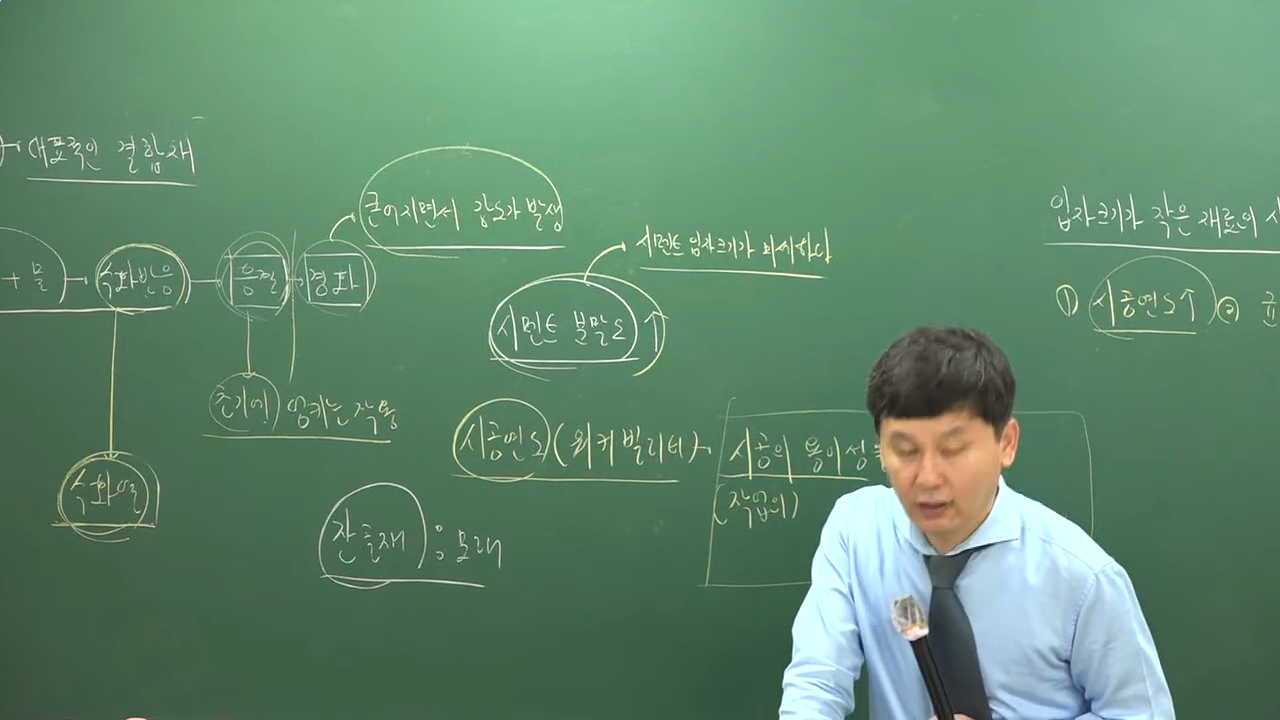 대표적인 결합재
굳어지면서 강도가 발생
+ 물 → 수화반응 응결 경화
초기에 엉키는 작용
수화열
시멘트 입자크기가 미세하다
시멘트 분말도 ↑
시공연도 (워커빌리티) → 시공의 용이성
(작업의)
잔골재 : 모래
입자크기가 작은 재료의
① 시공연도↑ ②